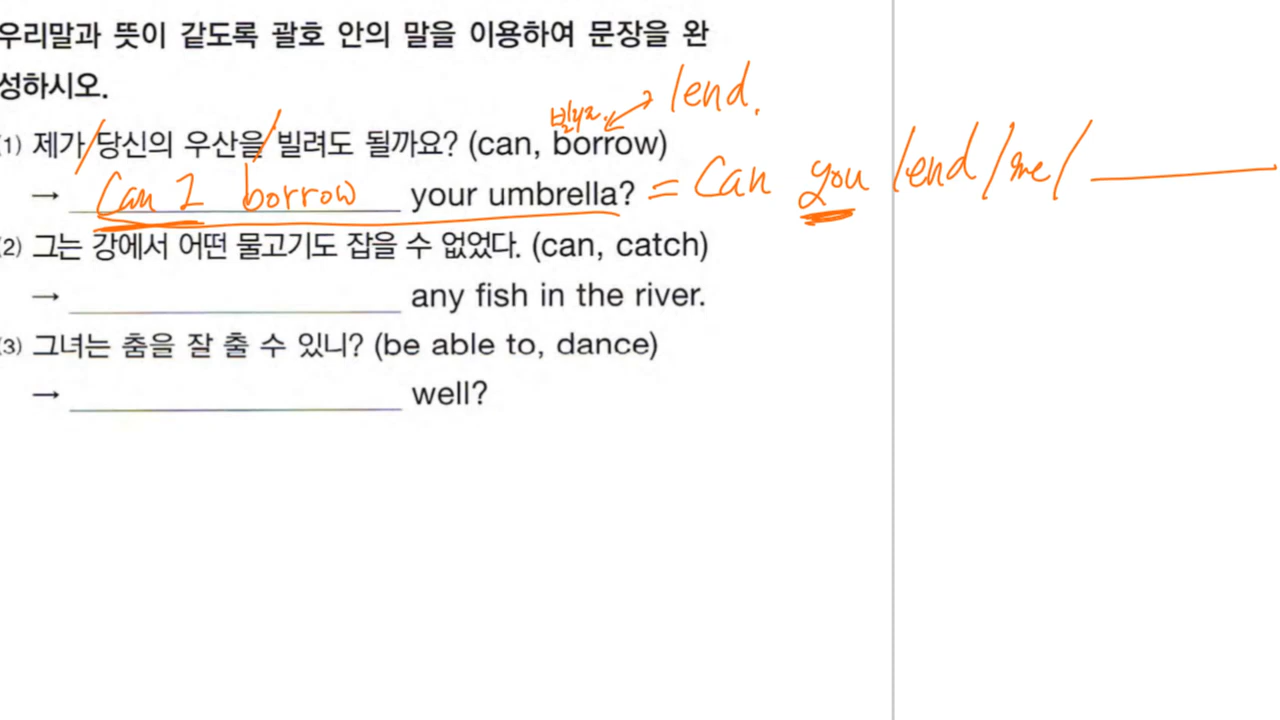 우리말과 뜻이 같도록 괄호 안의 말을 이용하여 문장을 완
성하시오.
lend.
(1) 제가/당신의 우산을/빌려도 될까요? (can, borrow)
→ Can I borrow your umbrella? = Can you lend/me/
(2) 그는 강에서 어떤 물고기도 잡을 수 없었다. (can, catch)
→ any fish in the river.
(3) 그녀는 춤을 잘 출 수 있니? (be able to, dance)
→ well?